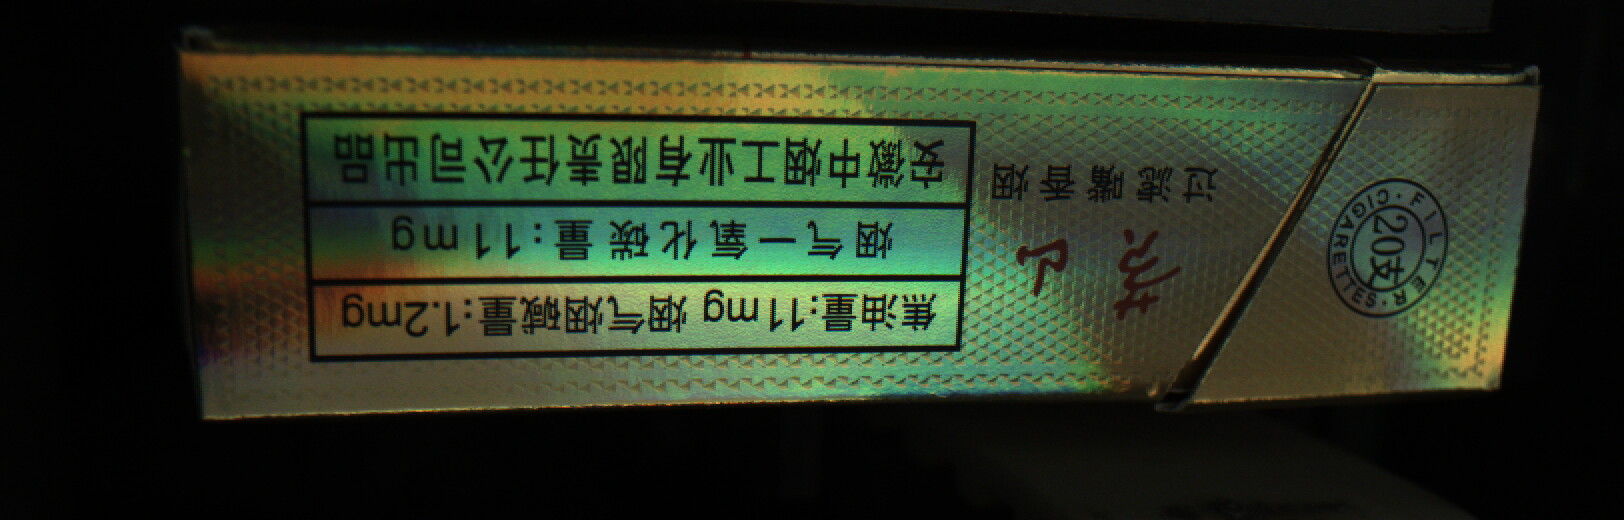 20支
FILTER·CIGARETTES·
黄山
过滤嘴香烟
焦油量:11mg 烟气烟碱量:1.2mg
烟气一氧化碳量:11mg
安徽中烟工业有限责任公司出品